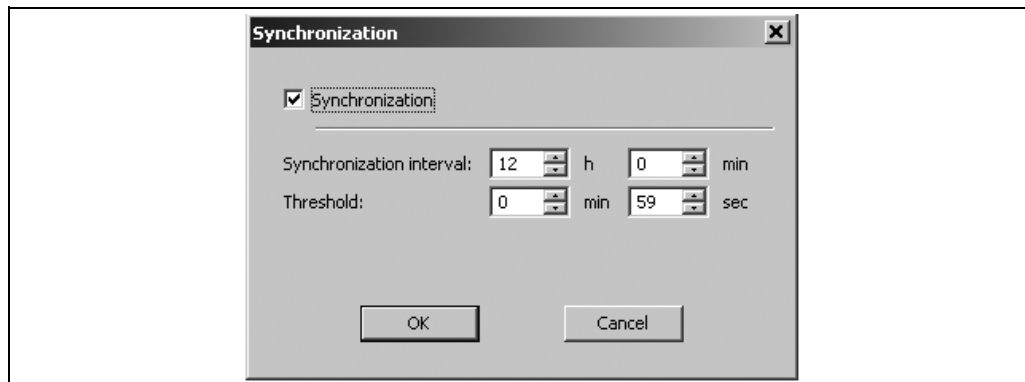 Synchronization
Synchronization
Synchronization interval: 12 h 0 min
Threshold: 0 min 59 sec
OK Cancel